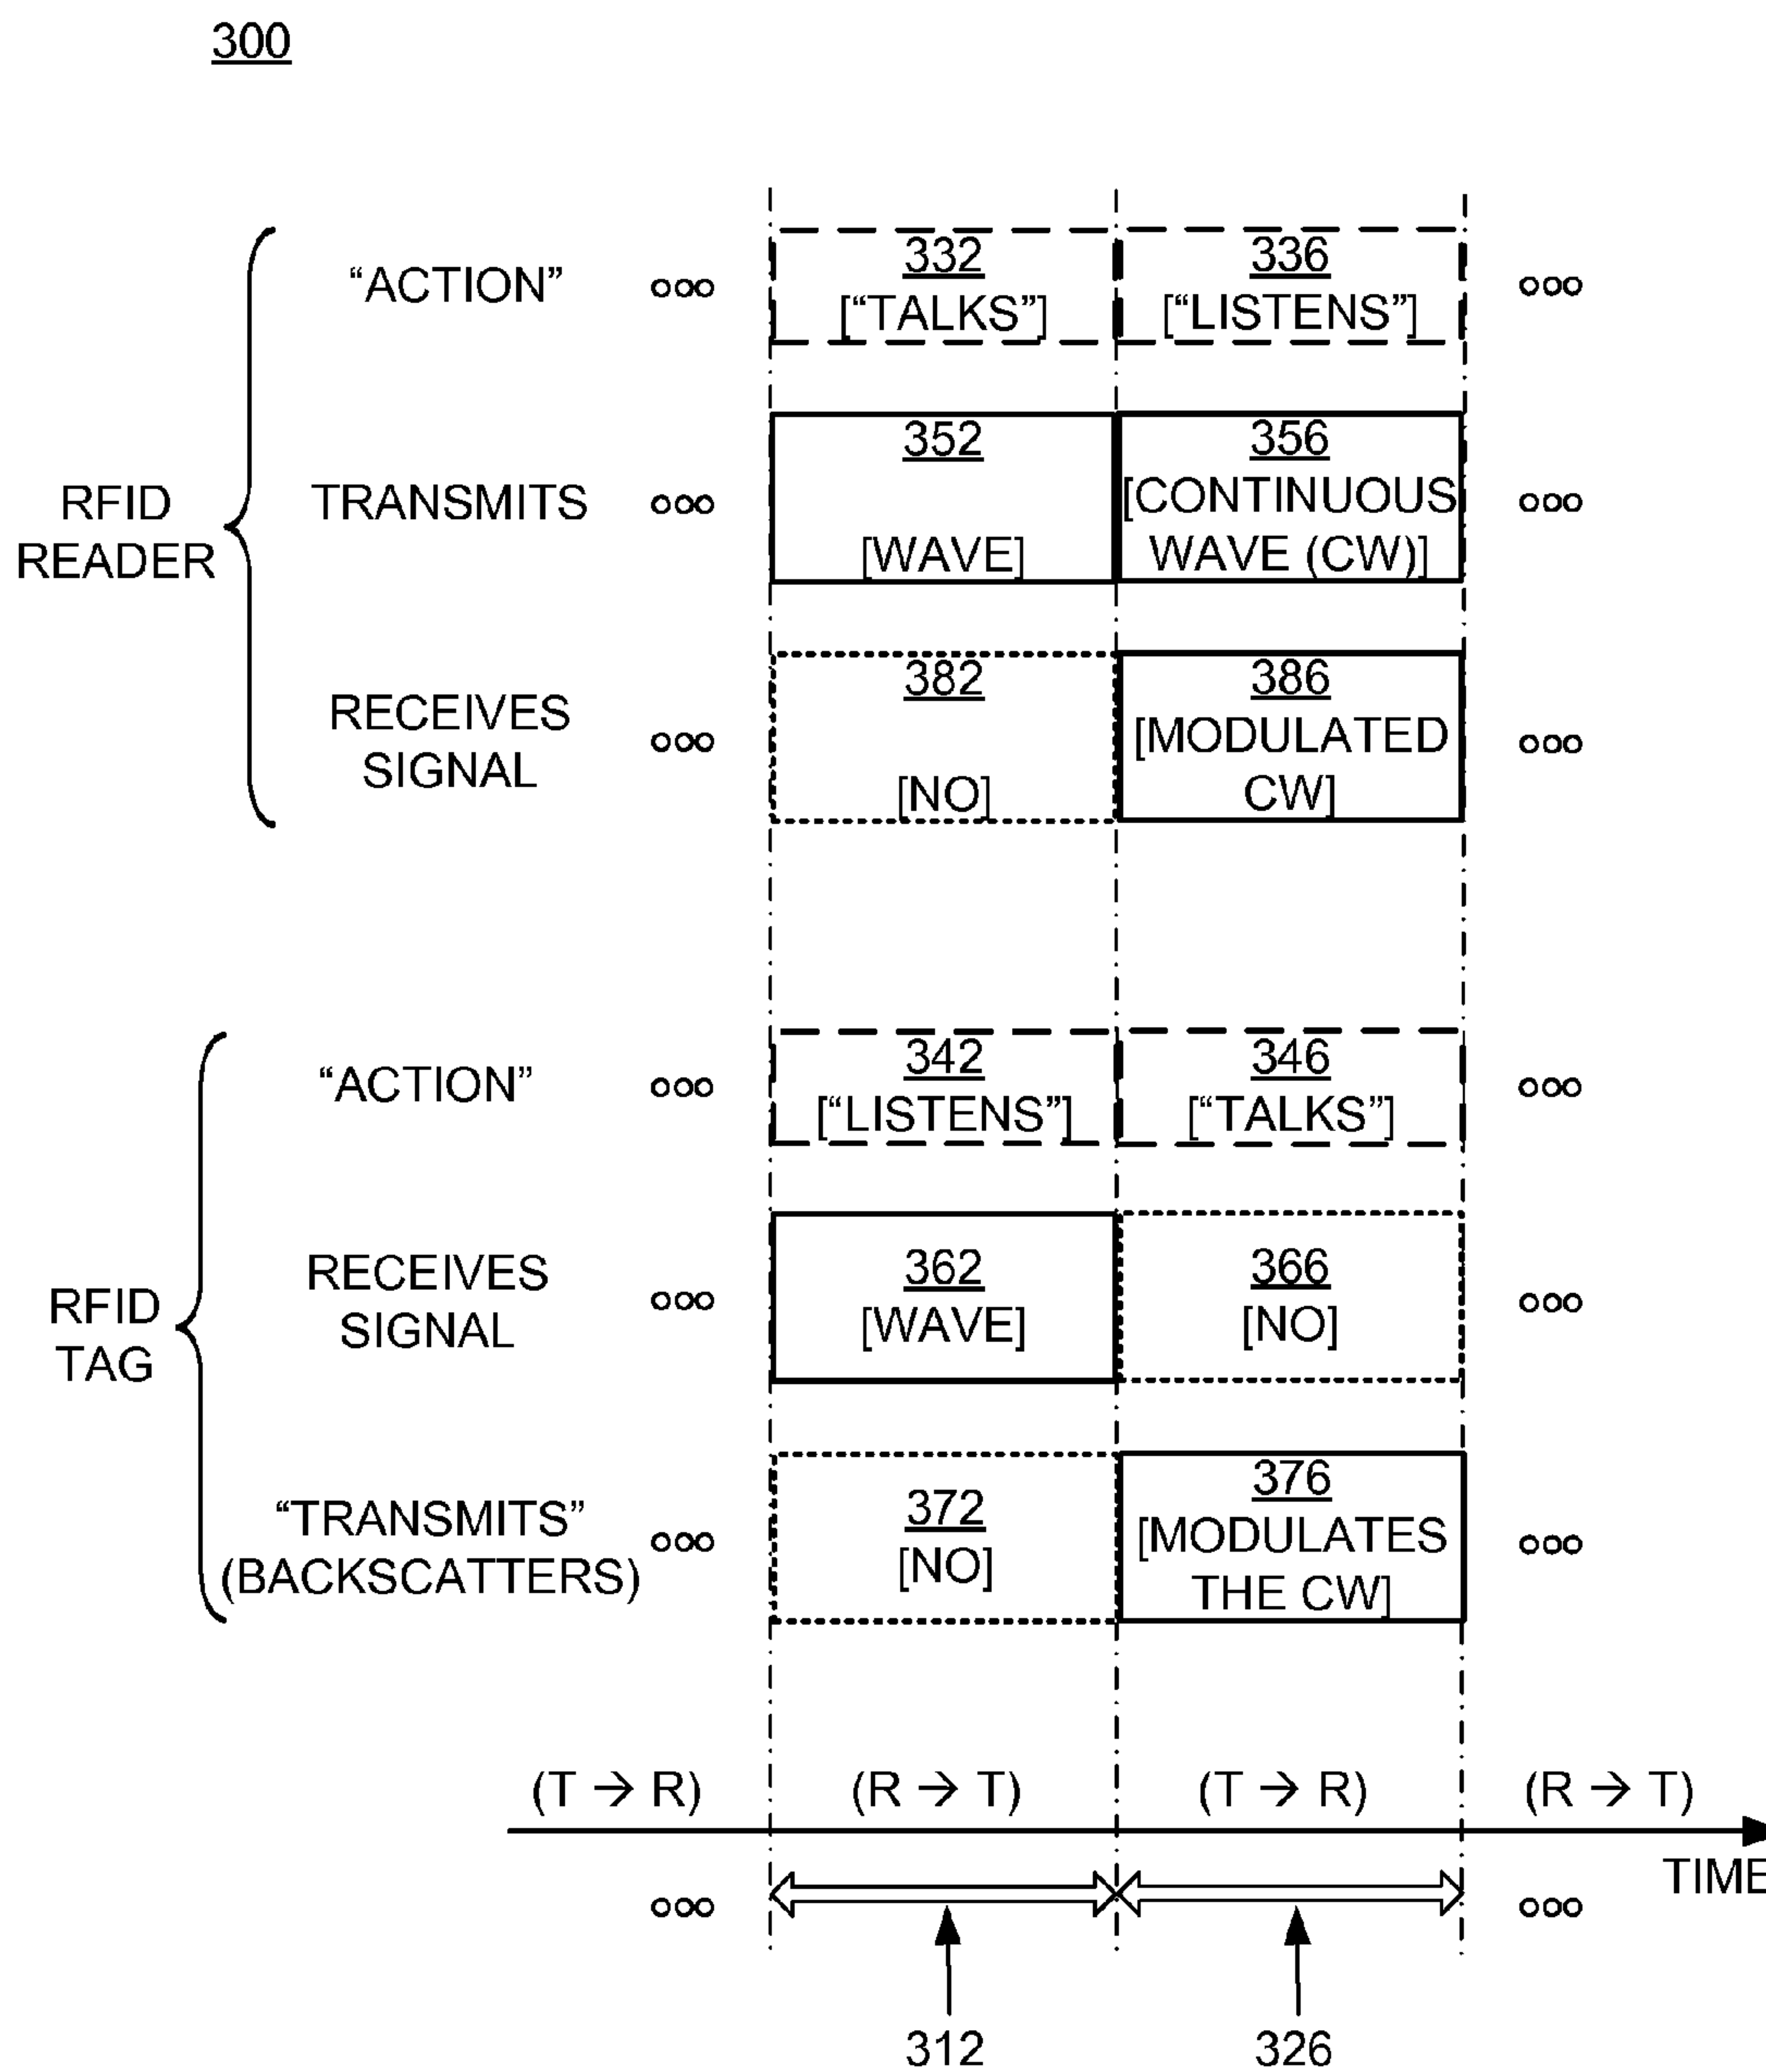 300
RFID
READER
“ACTION”
ooo
332
[“TALKS”]
336
[“LISTENS”]
ooo
TRANSMITS
ooo
352
[WAVE]
356
[CONTINUOUS
WAVE (CW)]
ooo
RECEIVES
SIGNAL
ooo
382
[NO]
386
[MODULATED
CW]
ooo
RFID
TAG
“ACTION”
ooo
342
[“LISTENS”]
346
[“TALKS”]
ooo
RECEIVES
SIGNAL
ooo
362
[WAVE]
366
[NO]
ooo
“TRANSMITS”
(BACKSCATTERS)
ooo
372
[NO]
376
[MODULATES
THE CW]
ooo
(T → R) (R → T) (T → R) (R → T)
TIME
ooo ooo
312 326